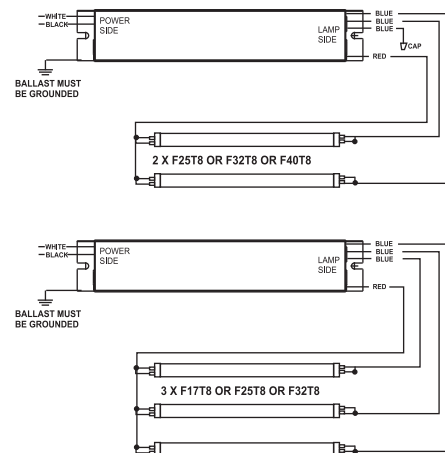 WHITE
BLACK
POWER
SIDE
LAMP
SIDE
BLUE
BLUE
BLUE
CAP
RED
BALLAST MUST
BE GROUNDED
2 X F25T8 OR F32T8 OR F40T8
WHITE
BLACK
POWER
SIDE
LAMP
SIDE
BLUE
BLUE
BLUE
RED
BALLAST MUST
BE GROUNDED
3 X F17T8 OR F25T8 OR F32T8